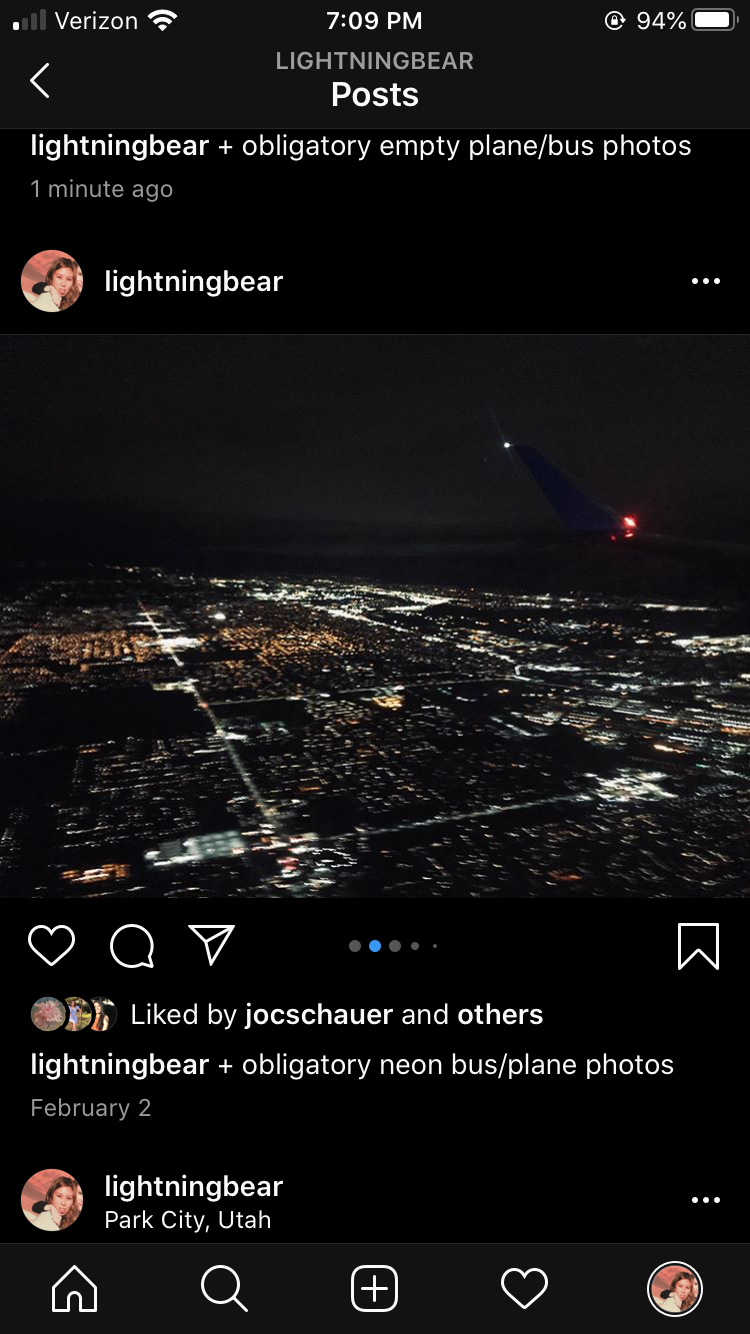 Verizon 7:09 PM 94%
LIGHTNINGBEAR
Posts
lightningbear + obligatory empty plane/bus photos
1 minute ago
lightningbear
Liked by jocschauer and others
lightningbear + obligatory neon bus/plane photos
February 2
lightningbear
Park City, Utah